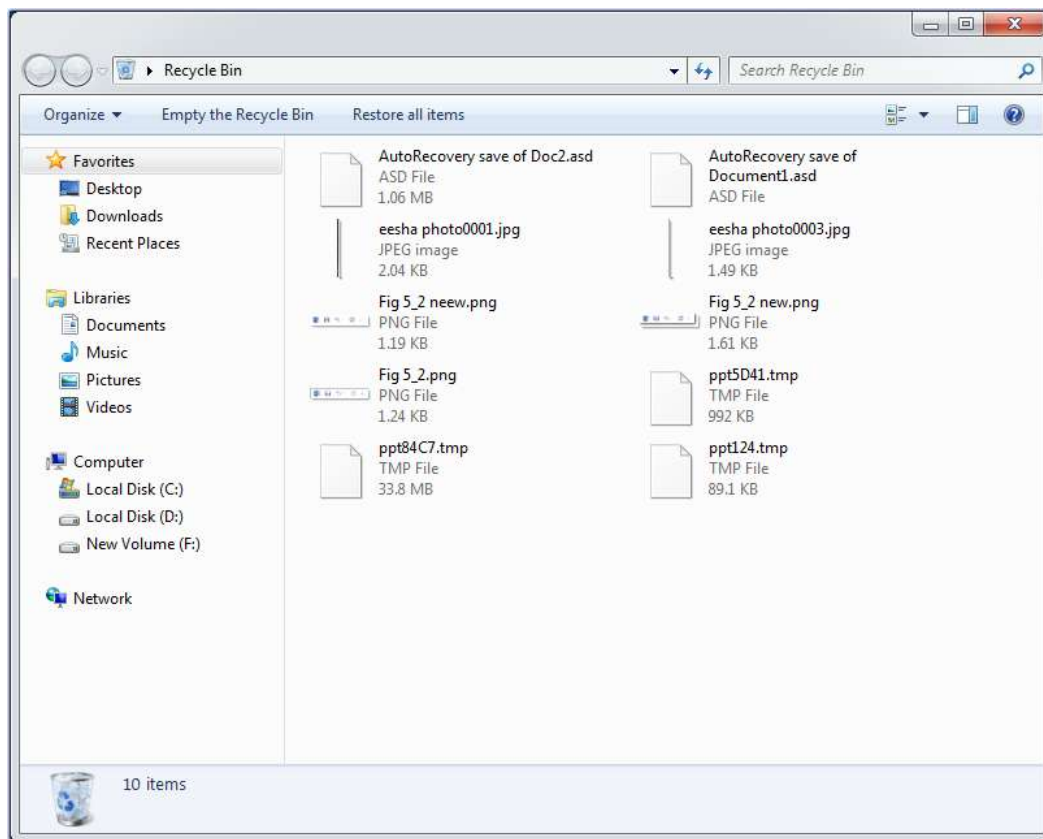 Recycle Bin
Search Recycle Bin
Organize
Empty the Recycle Bin
Restore all items
Favorites
Desktop
Downloads
Recent Places
Libraries
Documents
Music
Pictures
Videos
Computer
Local Disk (C:)
Local Disk (D:)
New Volume (F:)
Network
AutoRecovery save of Doc2.asd
ASD File
1.06 MB
AutoRecovery save of
Document1.asd
ASD File
eesha photo0001.jpg
JPEG image
2.04 KB
eesha photo0003.jpg
JPEG image
1.49 KB
Fig 5_2 neew.png
PNG File
1.19 KB
Fig 5_2 new.png
PNG File
1.61 KB
Fig 5_2.png
PNG File
1.24 KB
ppt5D41.tmp
TMP File
992 KB
ppt84C7.tmp
TMP File
33.8 MB
ppt124.tmp
TMP File
89.1 KB
10 items